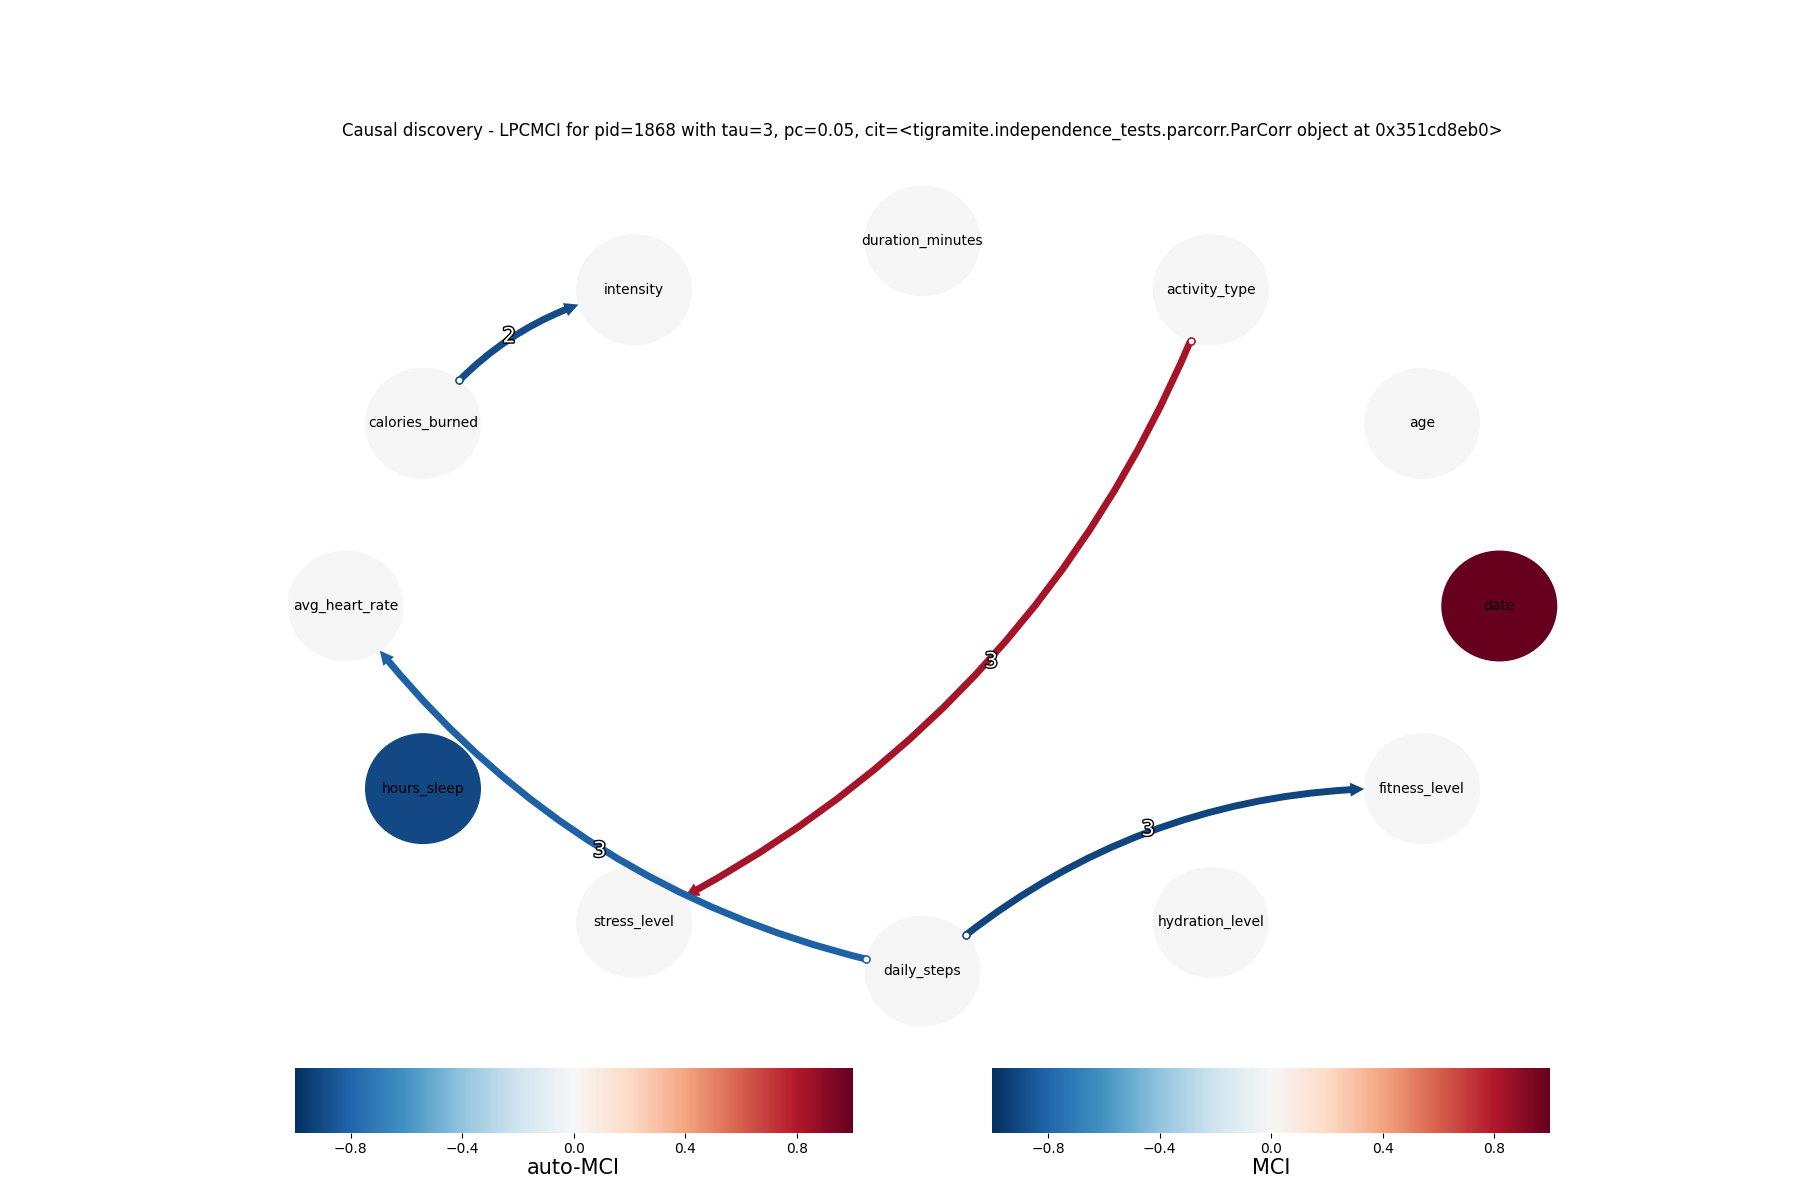 Causal discovery - LPCMCI for pid=1868 with tau=3, pc=0.05, cit=<tigramite.independence_tests.parcorr.ParCorr object at 0x351cd8eb0>
duration_minutes
intensity
activity_type
2
calories_burned
age
avg_heart_rate
date
3
hours_sleep
fitness_level
3
3
stress_level
hydration_level
daily_steps
−0.8 −0.4 0.0 0.4 0.8
auto-MCI
−0.8 −0.4 0.0 0.4 0.8
MCI